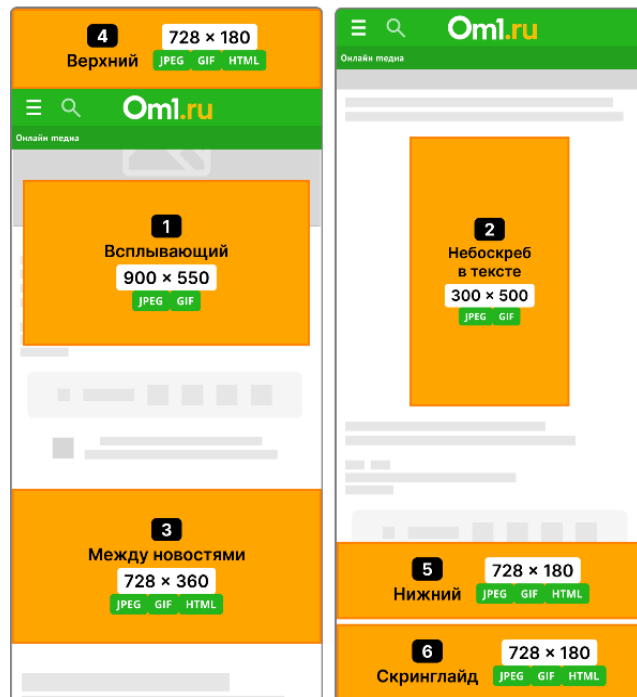 4
728 × 180
Верхний
JPEG GIF HTML
Om1.ru
Онлайн медиа
1
Всплывающий
900 × 550
JPEG GIF
3
Между новостями
728 × 360
JPEG GIF HTML
Om1.ru
Онлайн медиа
2
Небоскреб
в тексте
300 × 500
JPEG GIF
5
728 × 180
Нижний
JPEG GIF HTML
6
728 × 180
Скринглайд
JPEG GIF HTML